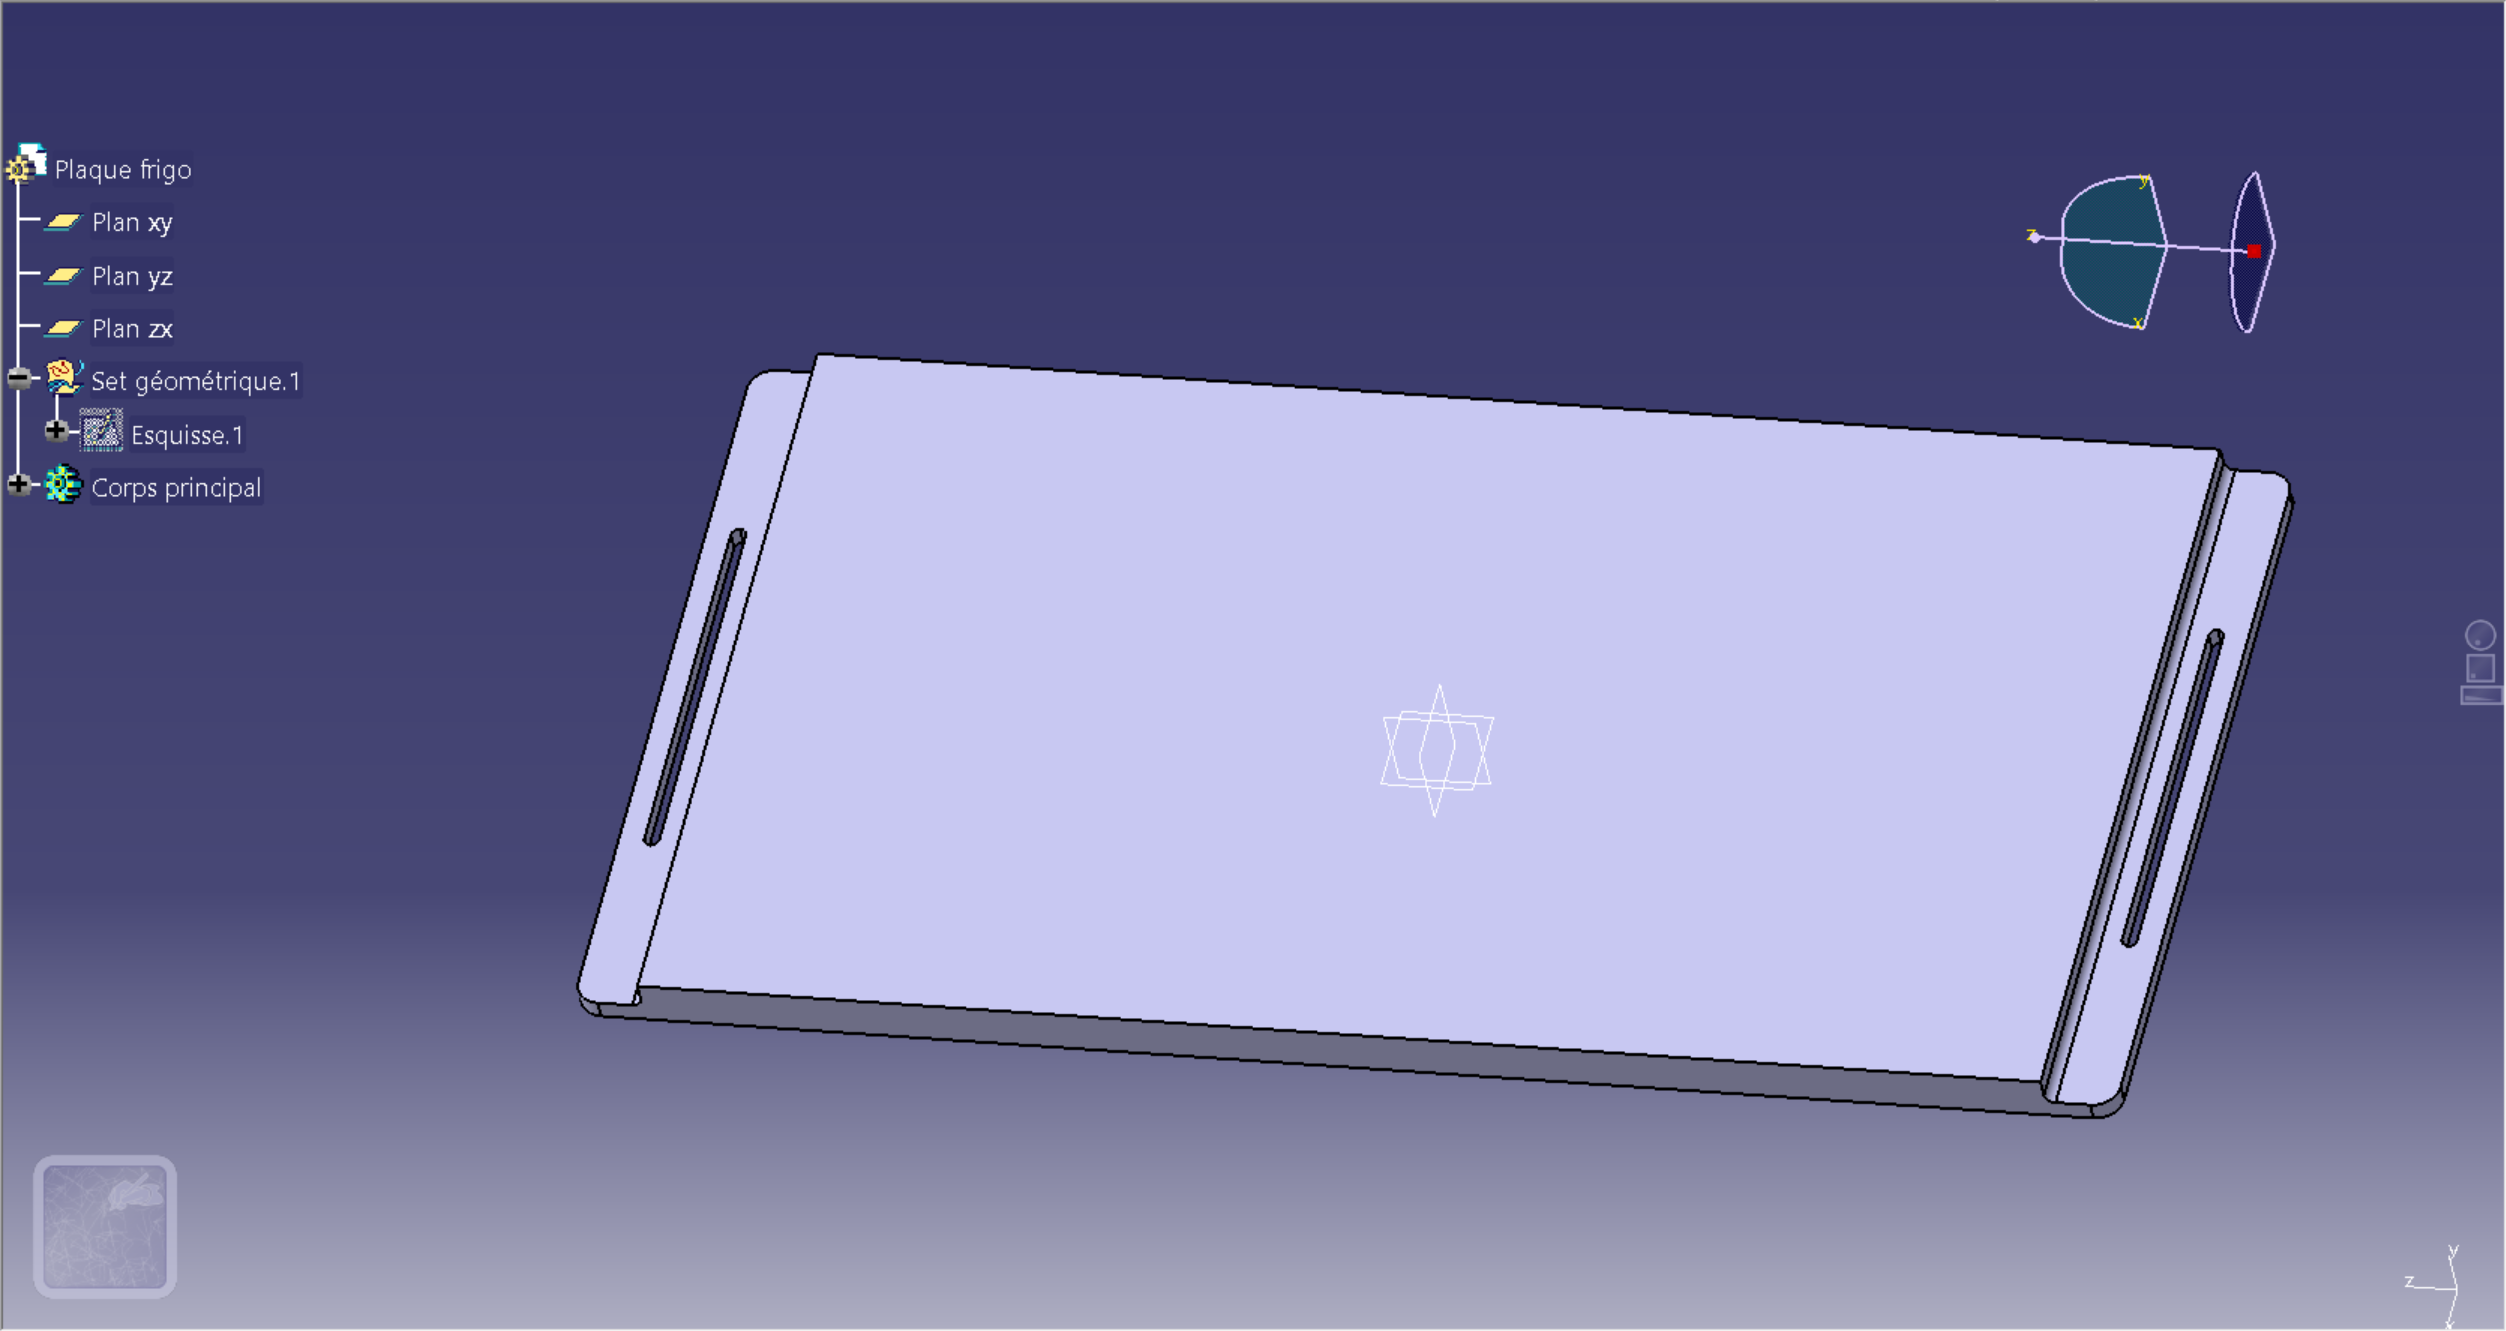 Plaque frigo
Plan xy
Plan yz
Plan zx
Set géométrique.1
Esquisse.1
Corps principal
y
z
x
y
z
x